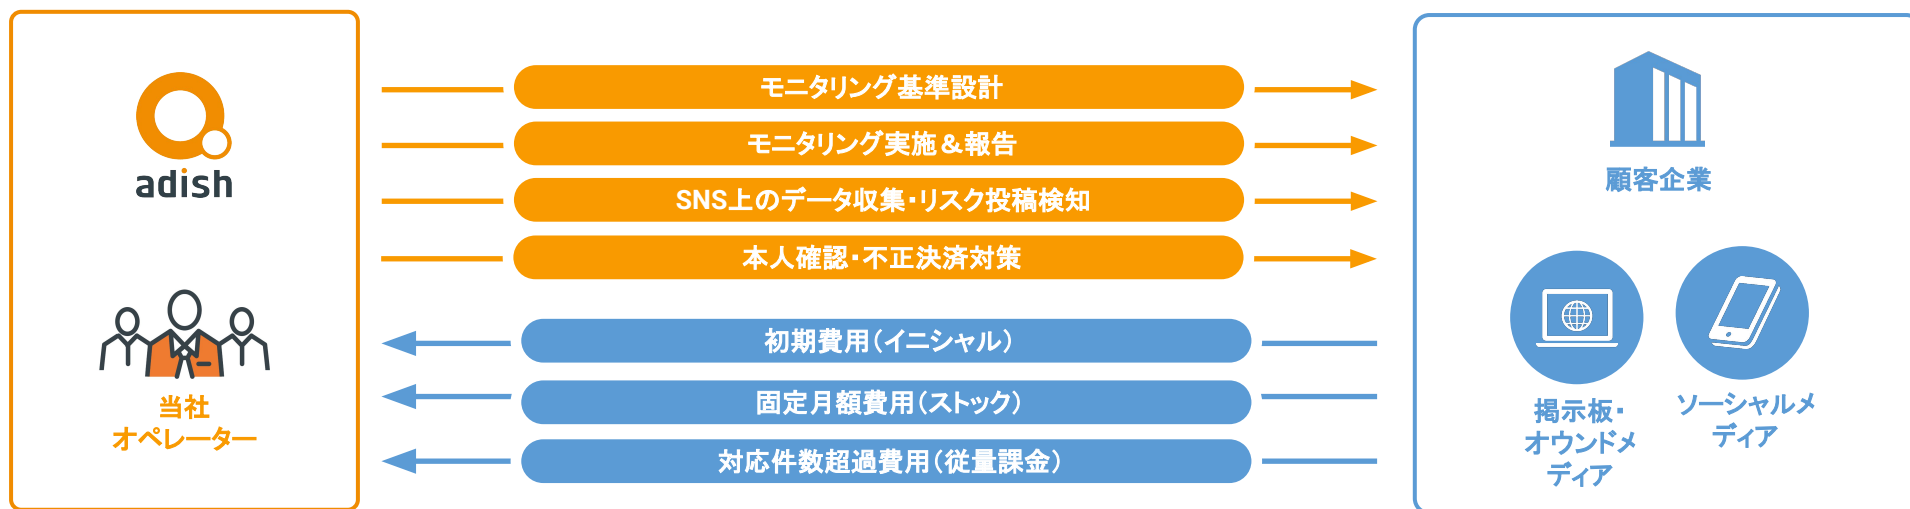 adish
当社
オペレーター
モニタリング基準設計
モニタリング実施&報告
SNS上のデータ収集・リスク投稿検知
本人確認・不正決済対策
初期費用（イニシャル）
固定月額費用（ストック）
対応件数超過費用（従量課金）
顧客企業
掲示板・
オウンドメ
ディア
ソーシャルメ
ディア